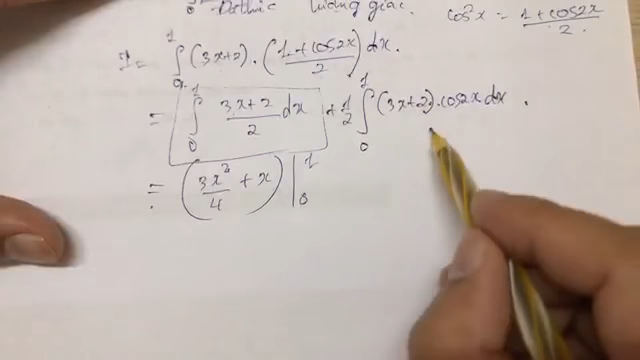 lượng giác. cos²x = (1+cos2x)/2.
I = ∫₀¹ (3x+2).((1+cos2x)/2) dx.
= ∫₀¹ (3x+2)/2 dx + 1/2 ∫₀¹ (3x+2).cos2x dx.
= (3x²/4 + x) |₀¹